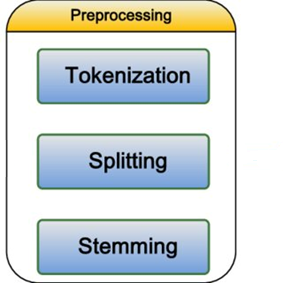 Preprocessing
Tokenization
Splitting
Stemming